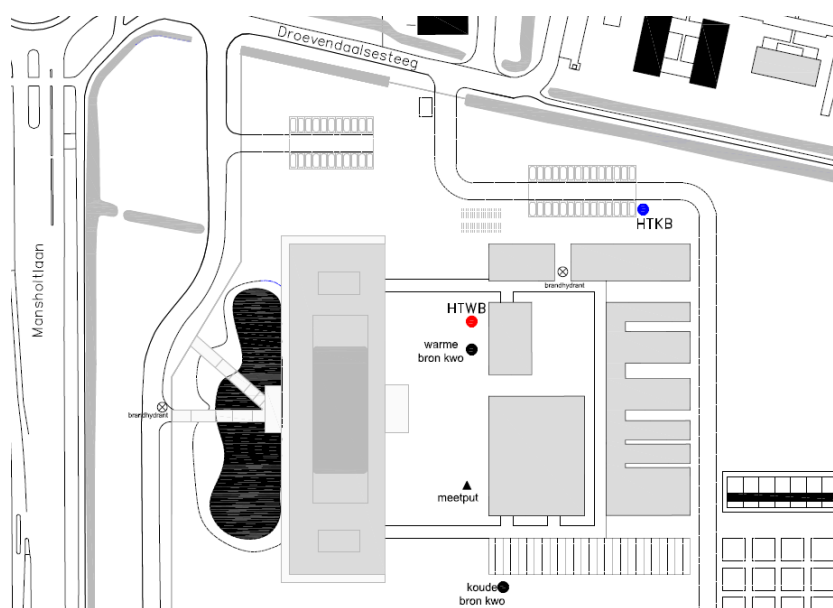 Droevendaalsesteeg
HTKB
brandhydrant
Mansholtlaan
HTWB
warme
bron kwo
brandhydrant
meetput
koude
bron kwo